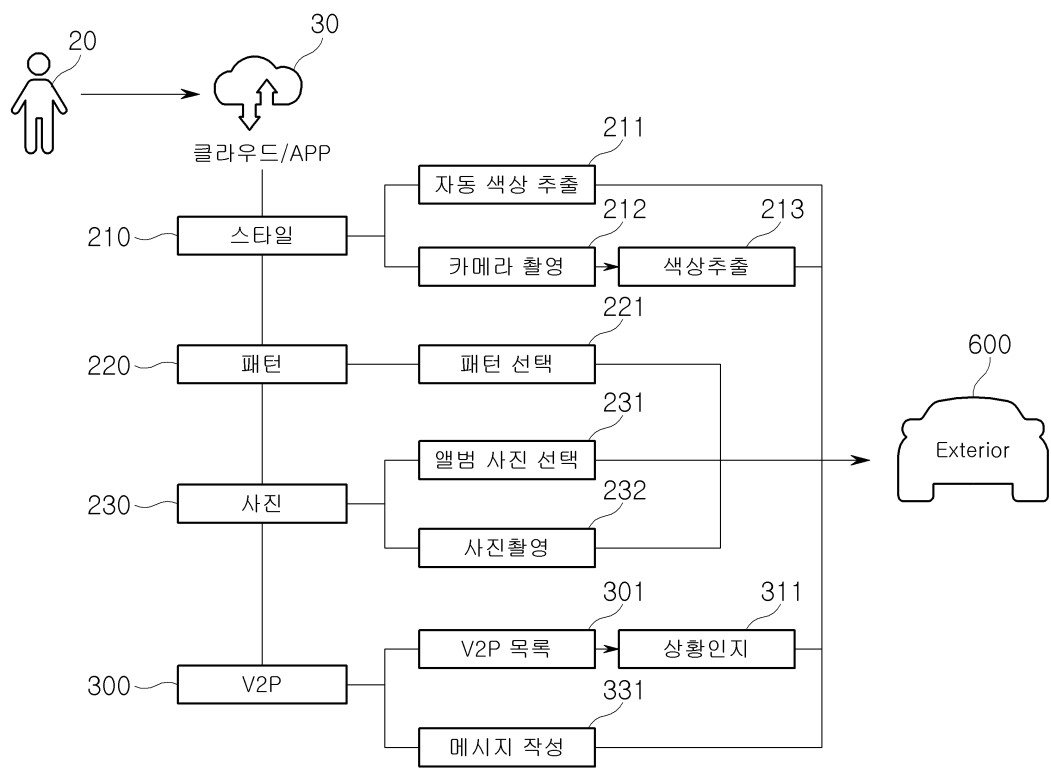 20
30
클라우드/APP
211
자동 색상 추출
210
스타일
212
카메라 촬영
213
색상추출
220
패턴
221
패턴 선택
600
Exterior
231
앨범 사진 선택
230
사진
232
사진촬영
301
V2P 목록
311
상황인지
300
V2P
331
메시지 작성